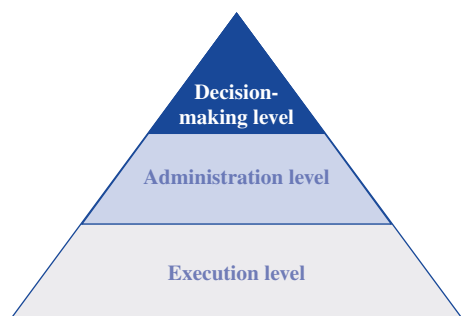 Decision-
making level
Administration level
Execution level